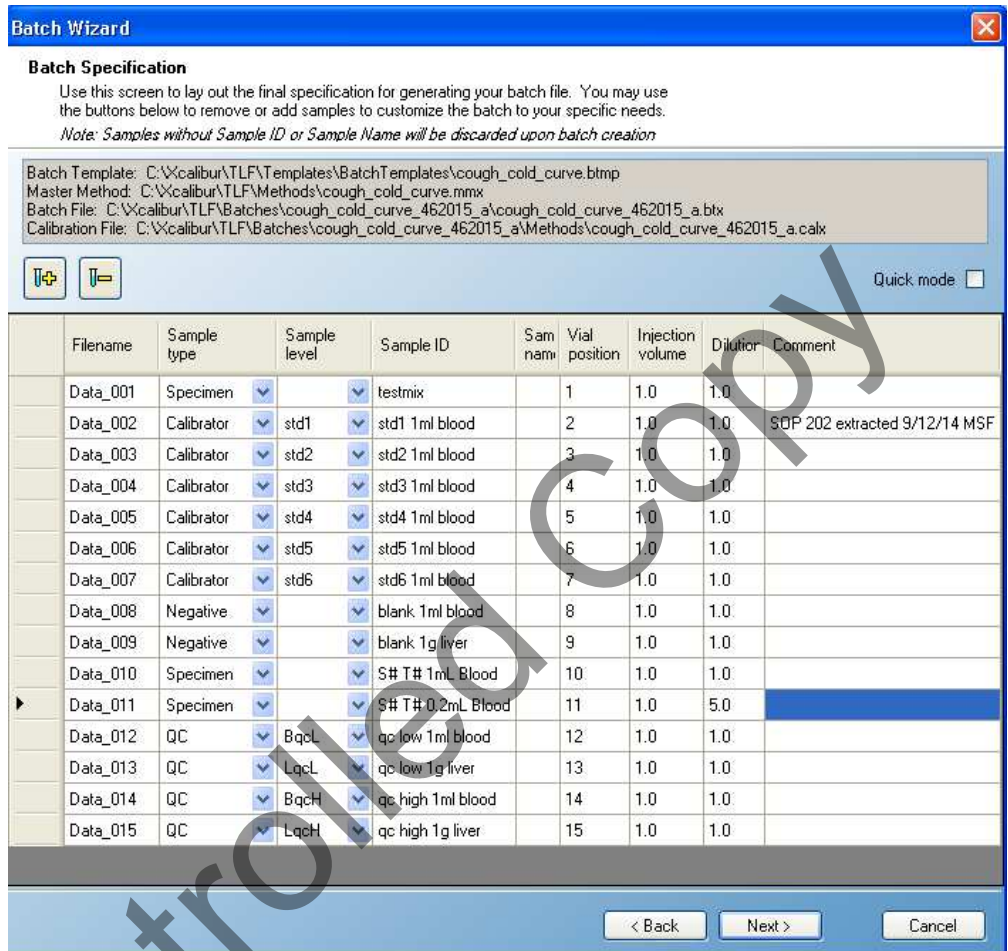 Batch Wizard
Batch Specification
Use this screen to lay out the final specification for generating your batch file. You may use
the buttons below to remove or add samples to customize the batch to your specific needs.
Note: Samples without Sample ID or Sample Name will be discarded upon batch creation
Batch Template: C:\Xcalibur\TLF\Templates\BatchTemplates\cough_cold_curve.btmp
Master Method: C:\Xcalibur\TLF\Methods\cough_cold_curve.mmx
Batch File: C:\Xcalibur\TLF\Batches\cough_cold_curve_462015_a\cough_cold_curve_462015_a.btx
Calibration File: C:\Xcalibur\TLF\Batches\cough_cold_curve_462015_a\Methods\cough_cold_curve_462015_a.calx
Quick mode
Filename Sample type Sample level Sample ID Sam nam Vial position Injection volume Dilution Comment
Data_001 Specimen testmix 1 1.0 1.0
Data_002 Calibrator std1 std1 1ml blood 2 1.0 1.0 SOP 202 extracted 9/12/14 MSF
Data_003 Calibrator std2 std2 1ml blood 3 1.0 1.0
Data_004 Calibrator std3 std3 1ml blood 4 1.0 1.0
Data_005 Calibrator std4 std4 1ml blood 5 1.0 1.0
Data_006 Calibrator std5 std5 1ml blood 6 1.0 1.0
Data_007 Calibrator std6 std6 1ml blood 7 1.0 1.0
Data_008 Negative blank 1ml blood 8 1.0 1.0
Data_009 Negative blank 1g liver 9 1.0 1.0
Data_010 Specimen S# T# 1mL Blood 10 1.0 1.0
Data_011 Specimen S# T# 0.2mL Blood 11 1.0 5.0
Data_012 QC BqcL qc low 1ml blood 12 1.0 1.0
Data_013 QC LqcL qc low 1g liver 13 1.0 1.0
Data_014 QC BqcH qc high 1ml blood 14 1.0 1.0
Data_015 QC LqcH qc high 1g liver 15 1.0 1.0
< Back Next > Cancel
trolled Copy